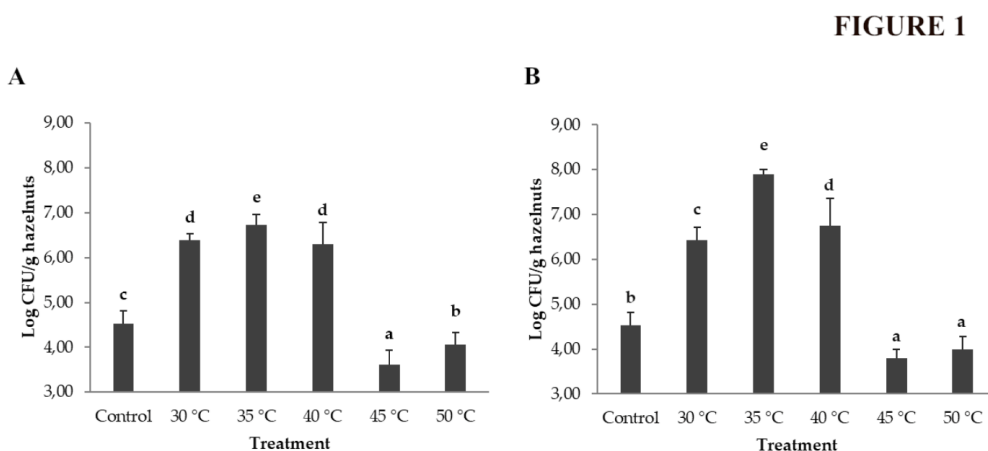 FIGURE 1
A
9,00
8,00
7,00
6,00
5,00
4,00
3,00
Log CFU/g hazelnuts
c
d
e
d
a
b
Control 30 °C 35 °C 40 °C 45 °C 50 °C
Treatment
B
9,00
8,00
7,00
6,00
5,00
4,00
3,00
Log CFU/g hazelnuts
b
c
e
d
a
a
Control 30 °C 35 °C 40 °C 45 °C 50 °C
Treatment